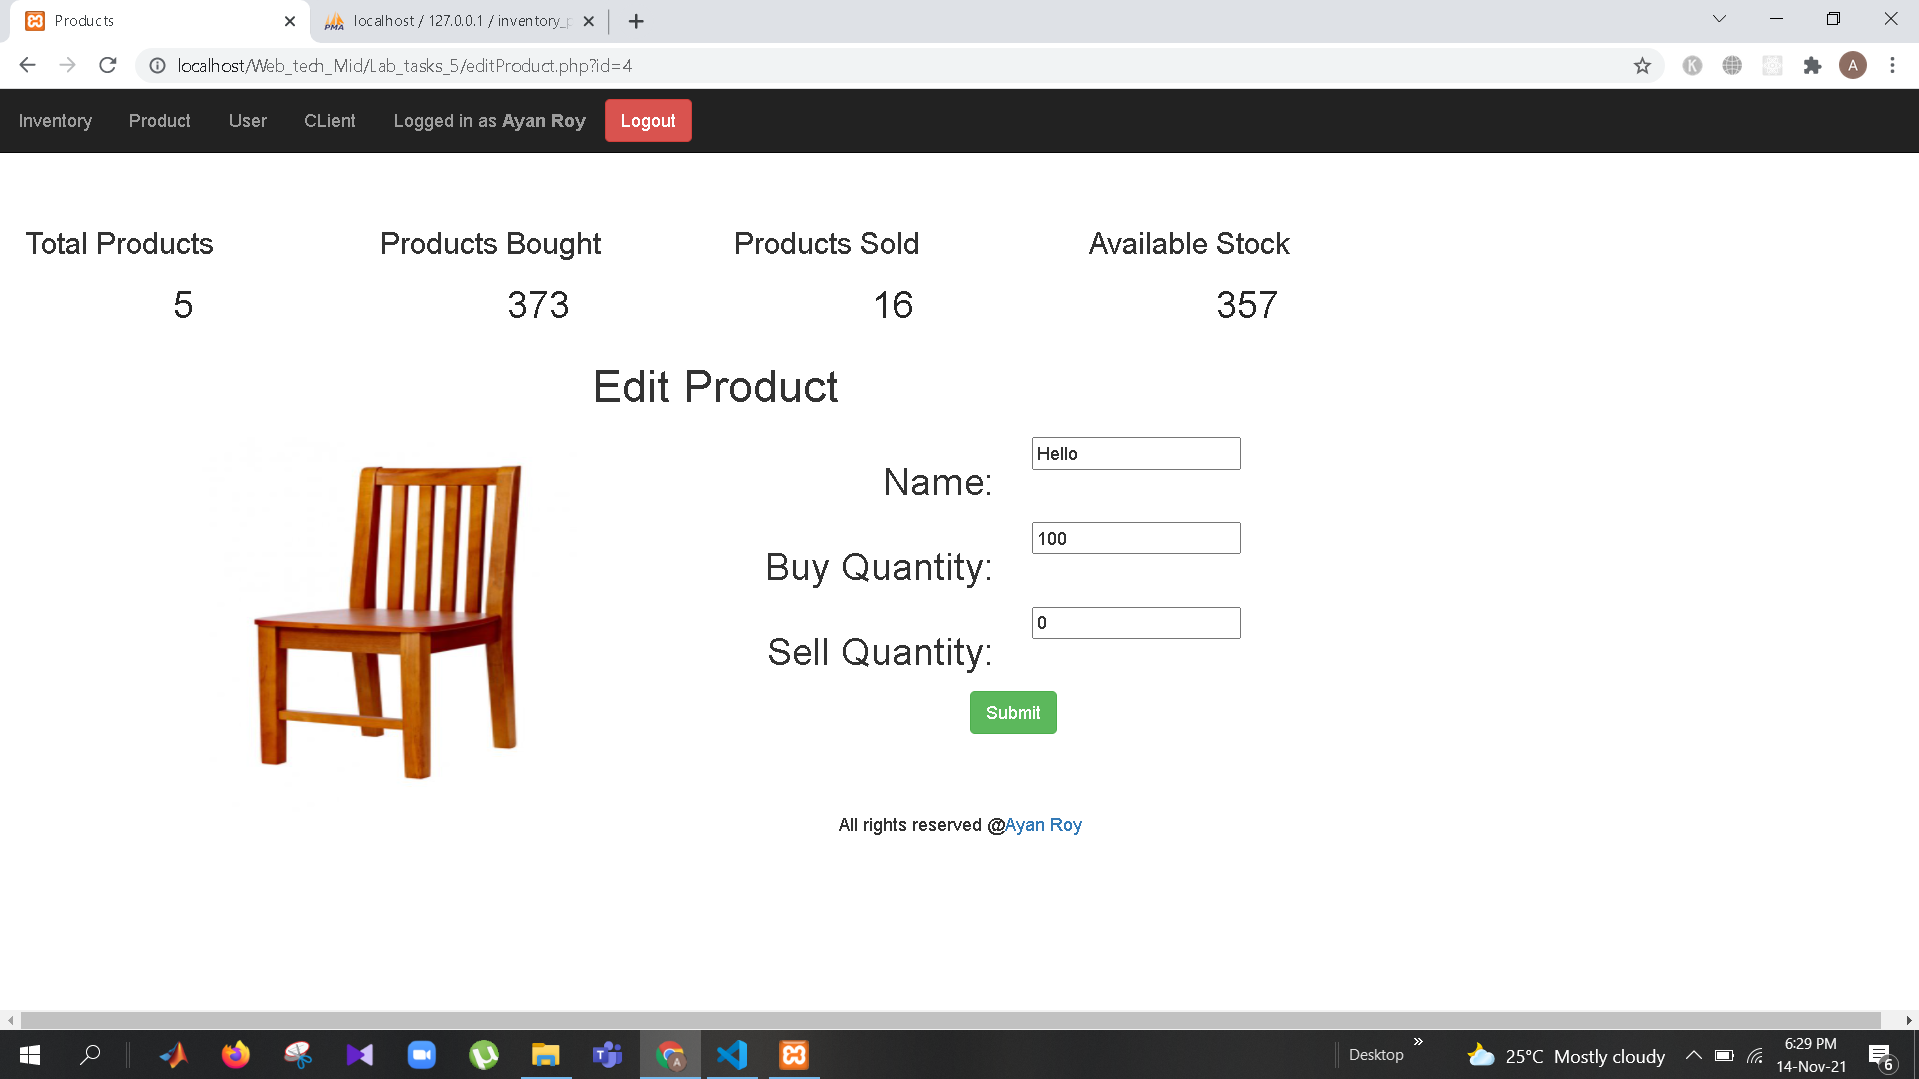 Products
localhost / 127.0.0.1 / inventory_p
localhost/Web_tech_Mid/Lab_tasks_5/editProduct.php?id=4
A
Inventory Product User CLient Logged in as Ayan Roy Logout
Total Products Products Bought Products Sold Available Stock
5 373 16 357
Edit Product
Name: Hello
Buy Quantity: 100
Sell Quantity: 0
Submit
All rights reserved @Ayan Roy
Desktop
25°C Mostly cloudy
6:29 PM
14-Nov-21
6